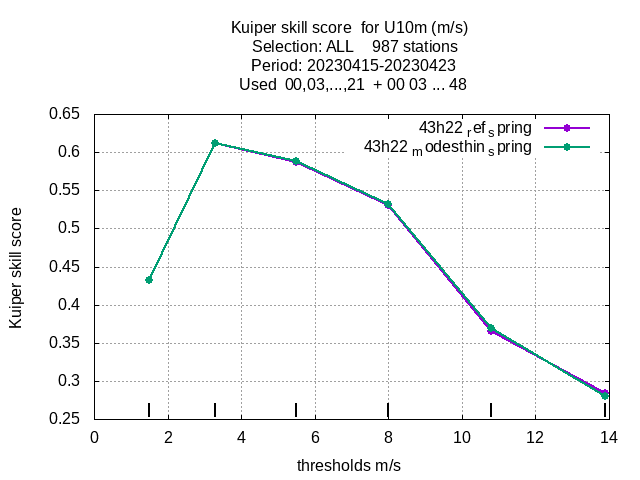 Kuiper skill score  for U10m (m/s)
Selection: ALL    987 stations
Period: 20230415-20230423
Used  00,03,...,21  + 00 03 ... 48
43h22 ref spring
43h22 modesthin spring
Kuiper skill score
0.65
0.6
0.55
0.5
0.45
0.4
0.35
0.3
0.25
0 2 4 6 8 10 12 14
thresholds m/s